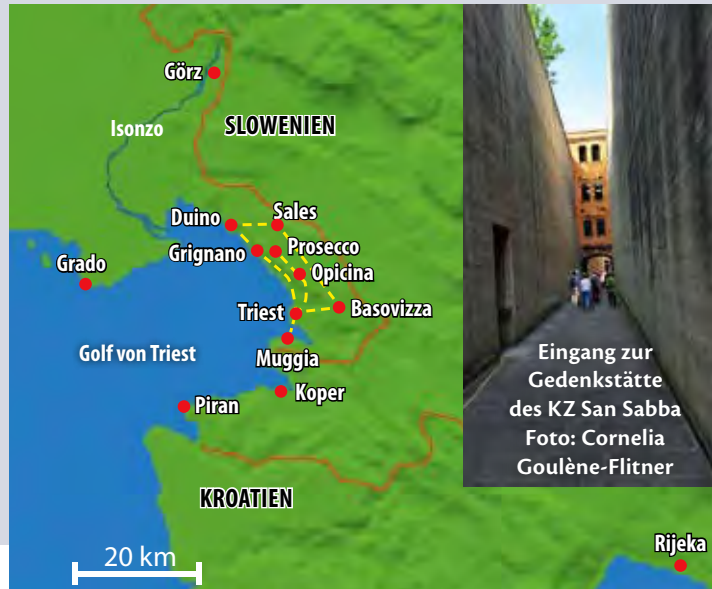 Görz
Isonzo
SLOWENIEN
Duino
Sales
Grignano
Prosecco
Grado
Opicina
Triest
Basovizza
Golf von Triest
Muggia
Koper
Piran
KROATIEN
20 km
Rijeka
Eingang zur
Gedenkstätte
des KZ San Sabba
Foto: Cornelia
Goulène-Flitner